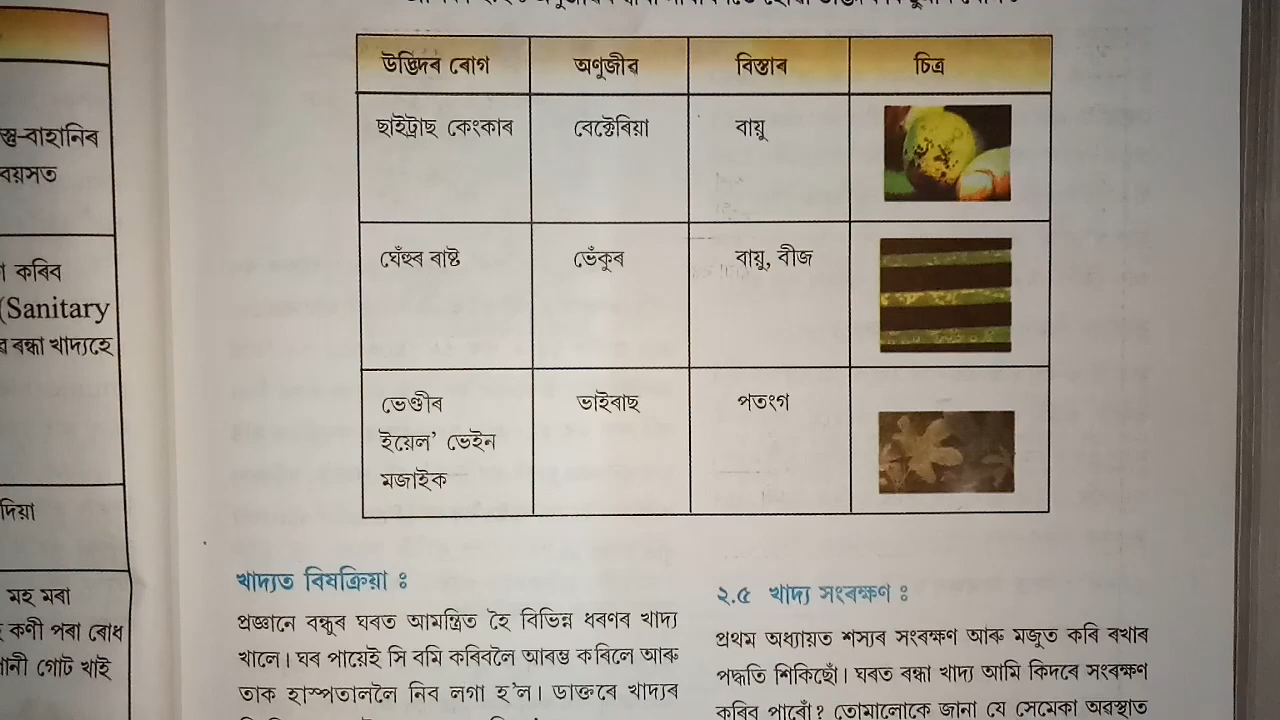 স্তু-বাহানিৰ
বয়সত
কৰিব
(Sanitary
ৰন্ধা খাদ্যহে
দিয়া
মহ মৰা
কণী পৰা ৰোধ
গোট খাই
উদ্ভিদৰ ৰোগ অণুজীৱ বিস্তাৰ চিত্ৰ
ছাইট্ৰাছ কেংকাৰ বেক্টেৰিয়া বায়ু
ঘেঁহুৰ ৰাষ্ট ভেঁকুৰ বায়ু, বীজ
ভেণ্ডীৰ ভাইৰাছ পতংগ
ইয়েল' ভেইন
মজাইক
খাদ্যত বিষক্ৰিয়া ঃ
প্ৰজ্ঞানে বন্ধুৰ ঘৰত আমন্ত্ৰিত হৈ বিভিন্ন ধৰণৰ খাদ্য
খালে। ঘৰ পায়েই সি বমি কৰিবলৈ আৰম্ভ কৰিলে আৰু
তাক হাস্পতাললৈ নিব লগা হ'ল। ডাক্তৰে খাদ্যৰ
২.৫ খাদ্য সংৰক্ষণ ঃ
প্ৰথম অধ্যায়ত শস্যৰ সংৰক্ষণ আৰু মজুত কৰি ৰখাৰ
পদ্ধতি শিকিছোঁ। ঘৰত ৰন্ধা খাদ্য আমি কিদৰে সংৰক্ষণ
কৰিব পাৰোঁ? তোমালোকে জানা যে সেমেকা অৱস্থাত